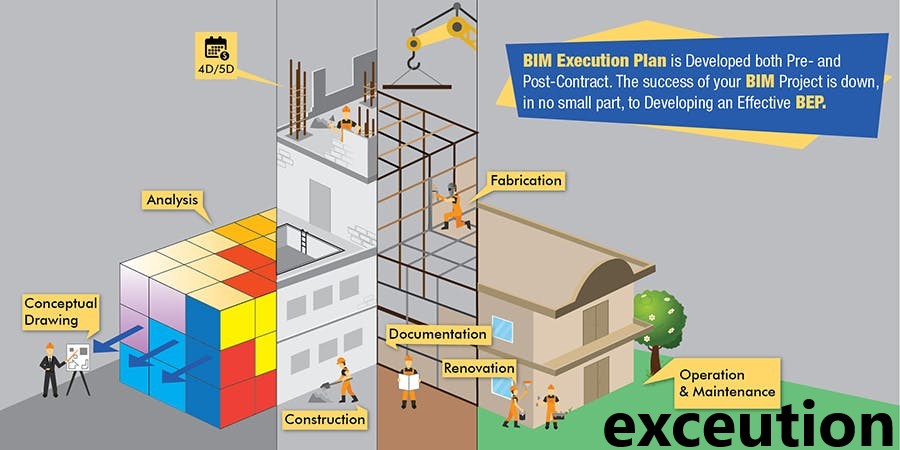 4D/5D
BIM Execution Plan is Developed both Pre- and
Post-Contract. The success of your BIM Project is down,
in no small part, to Developing an Effective BEP.
Analysis
Fabrication
Conceptual
Drawing
Documentation
Renovation
Operation
& Maintenance
Construction
exceution